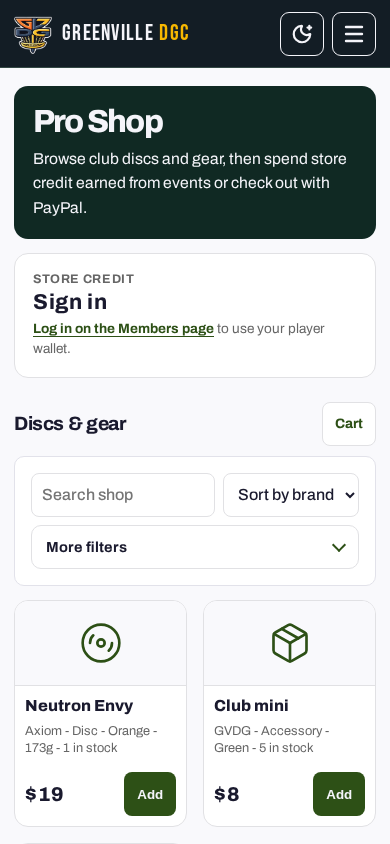 GREENVILLE DGC
Pro Shop
Browse club discs and gear, then spend store
credit earned from events or check out with
PayPal.
STORE CREDIT
Sign in
Log in on the Members page to use your player
wallet.
Discs & gear
Cart
Search shop
Sort by brand
More filters
Neutron Envy
Axiom - Disc - Orange -
173g - 1 in stock
$19
Add
Club mini
GVDG - Accessory -
Green - 5 in stock
$8
Add